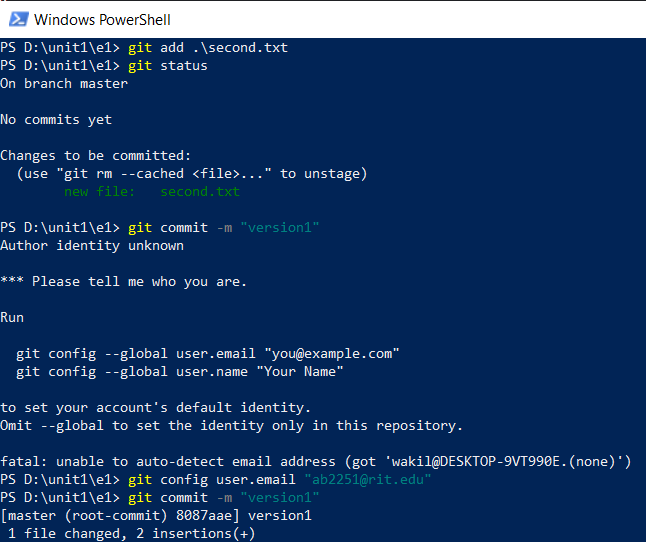 Windows PowerShell
PS D:\unit1\e1> git add .\second.txt
PS D:\unit1\e1> git status
On branch master
No commits yet
Changes to be committed:
  (use "git rm --cached <file>..." to unstage)
        new file:   second.txt
PS D:\unit1\e1> git commit -m "version1"
Author identity unknown
*** Please tell me who you are.
Run
  git config --global user.email "you@example.com"
  git config --global user.name "Your Name"
to set your account's default identity.
Omit --global to set the identity only in this repository.
fatal: unable to auto-detect email address (got 'wakil@DESKTOP-9VT990E.(none)')
PS D:\unit1\e1> git config user.email "ab2251@rit.edu"
PS D:\unit1\e1> git commit -m "version1"
[master (root-commit) 8087aae] version1
 1 file changed, 2 insertions(+)